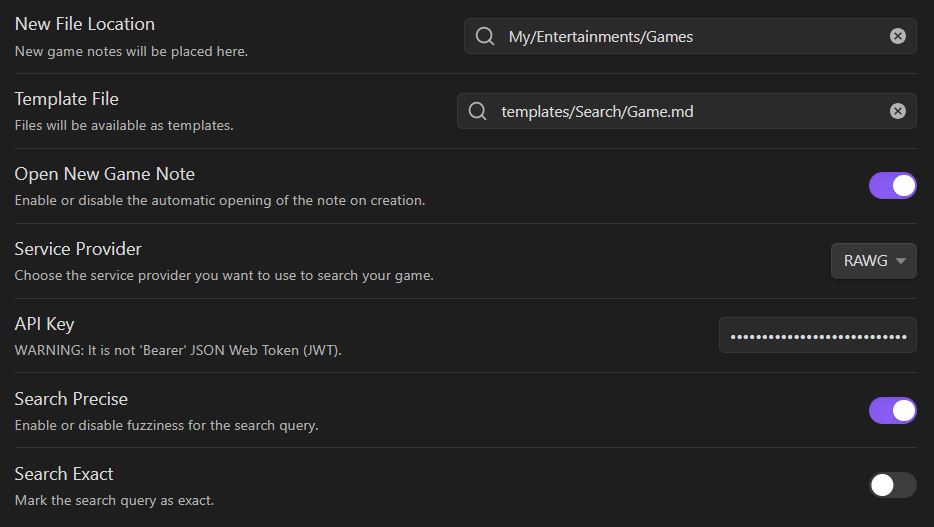 New File Location
New game notes will be placed here.
My/Entertainments/Games
Template File
Files will be available as templates.
templates/Search/Game.md
Open New Game Note
Enable or disable the automatic opening of the note on creation.
Service Provider
Choose the service provider you want to use to search your game.
RAWG
API Key
WARNING: It is not 'Bearer' JSON Web Token (JWT).
Search Precise
Enable or disable fuzziness for the search query.
Search Exact
Mark the search query as exact.